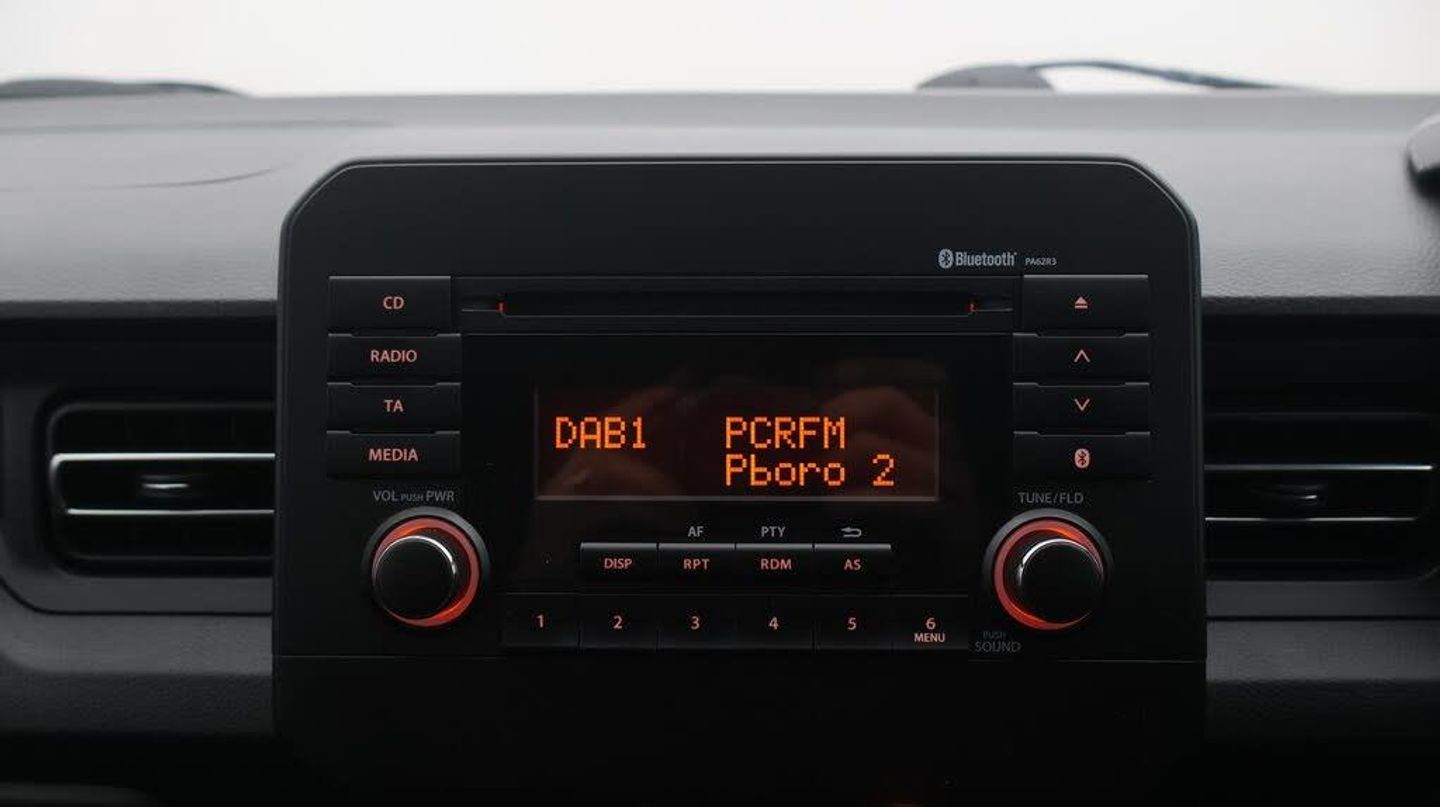 Bluetooth® PA62R3
CD
RADIO
TA
MEDIA
VOL PUSH PWR
TUNE/FLD
DAB1 PCRFM
Pboro 2
AF PTY
DISP RPT RDM AS
1 2 3 4 5 6
MENU
PUSH
SOUND